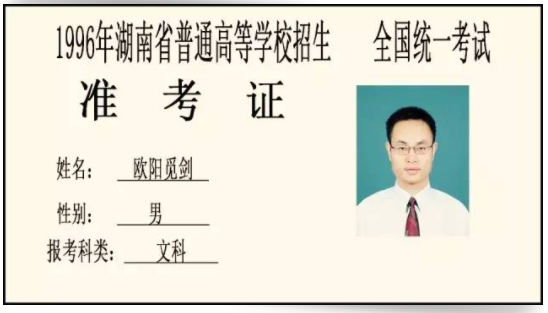 1996年湖南省普通高等学校招生 全国统一考试
准考证
姓名： 欧阳觅剑
性别： 男
报考科类： 文科